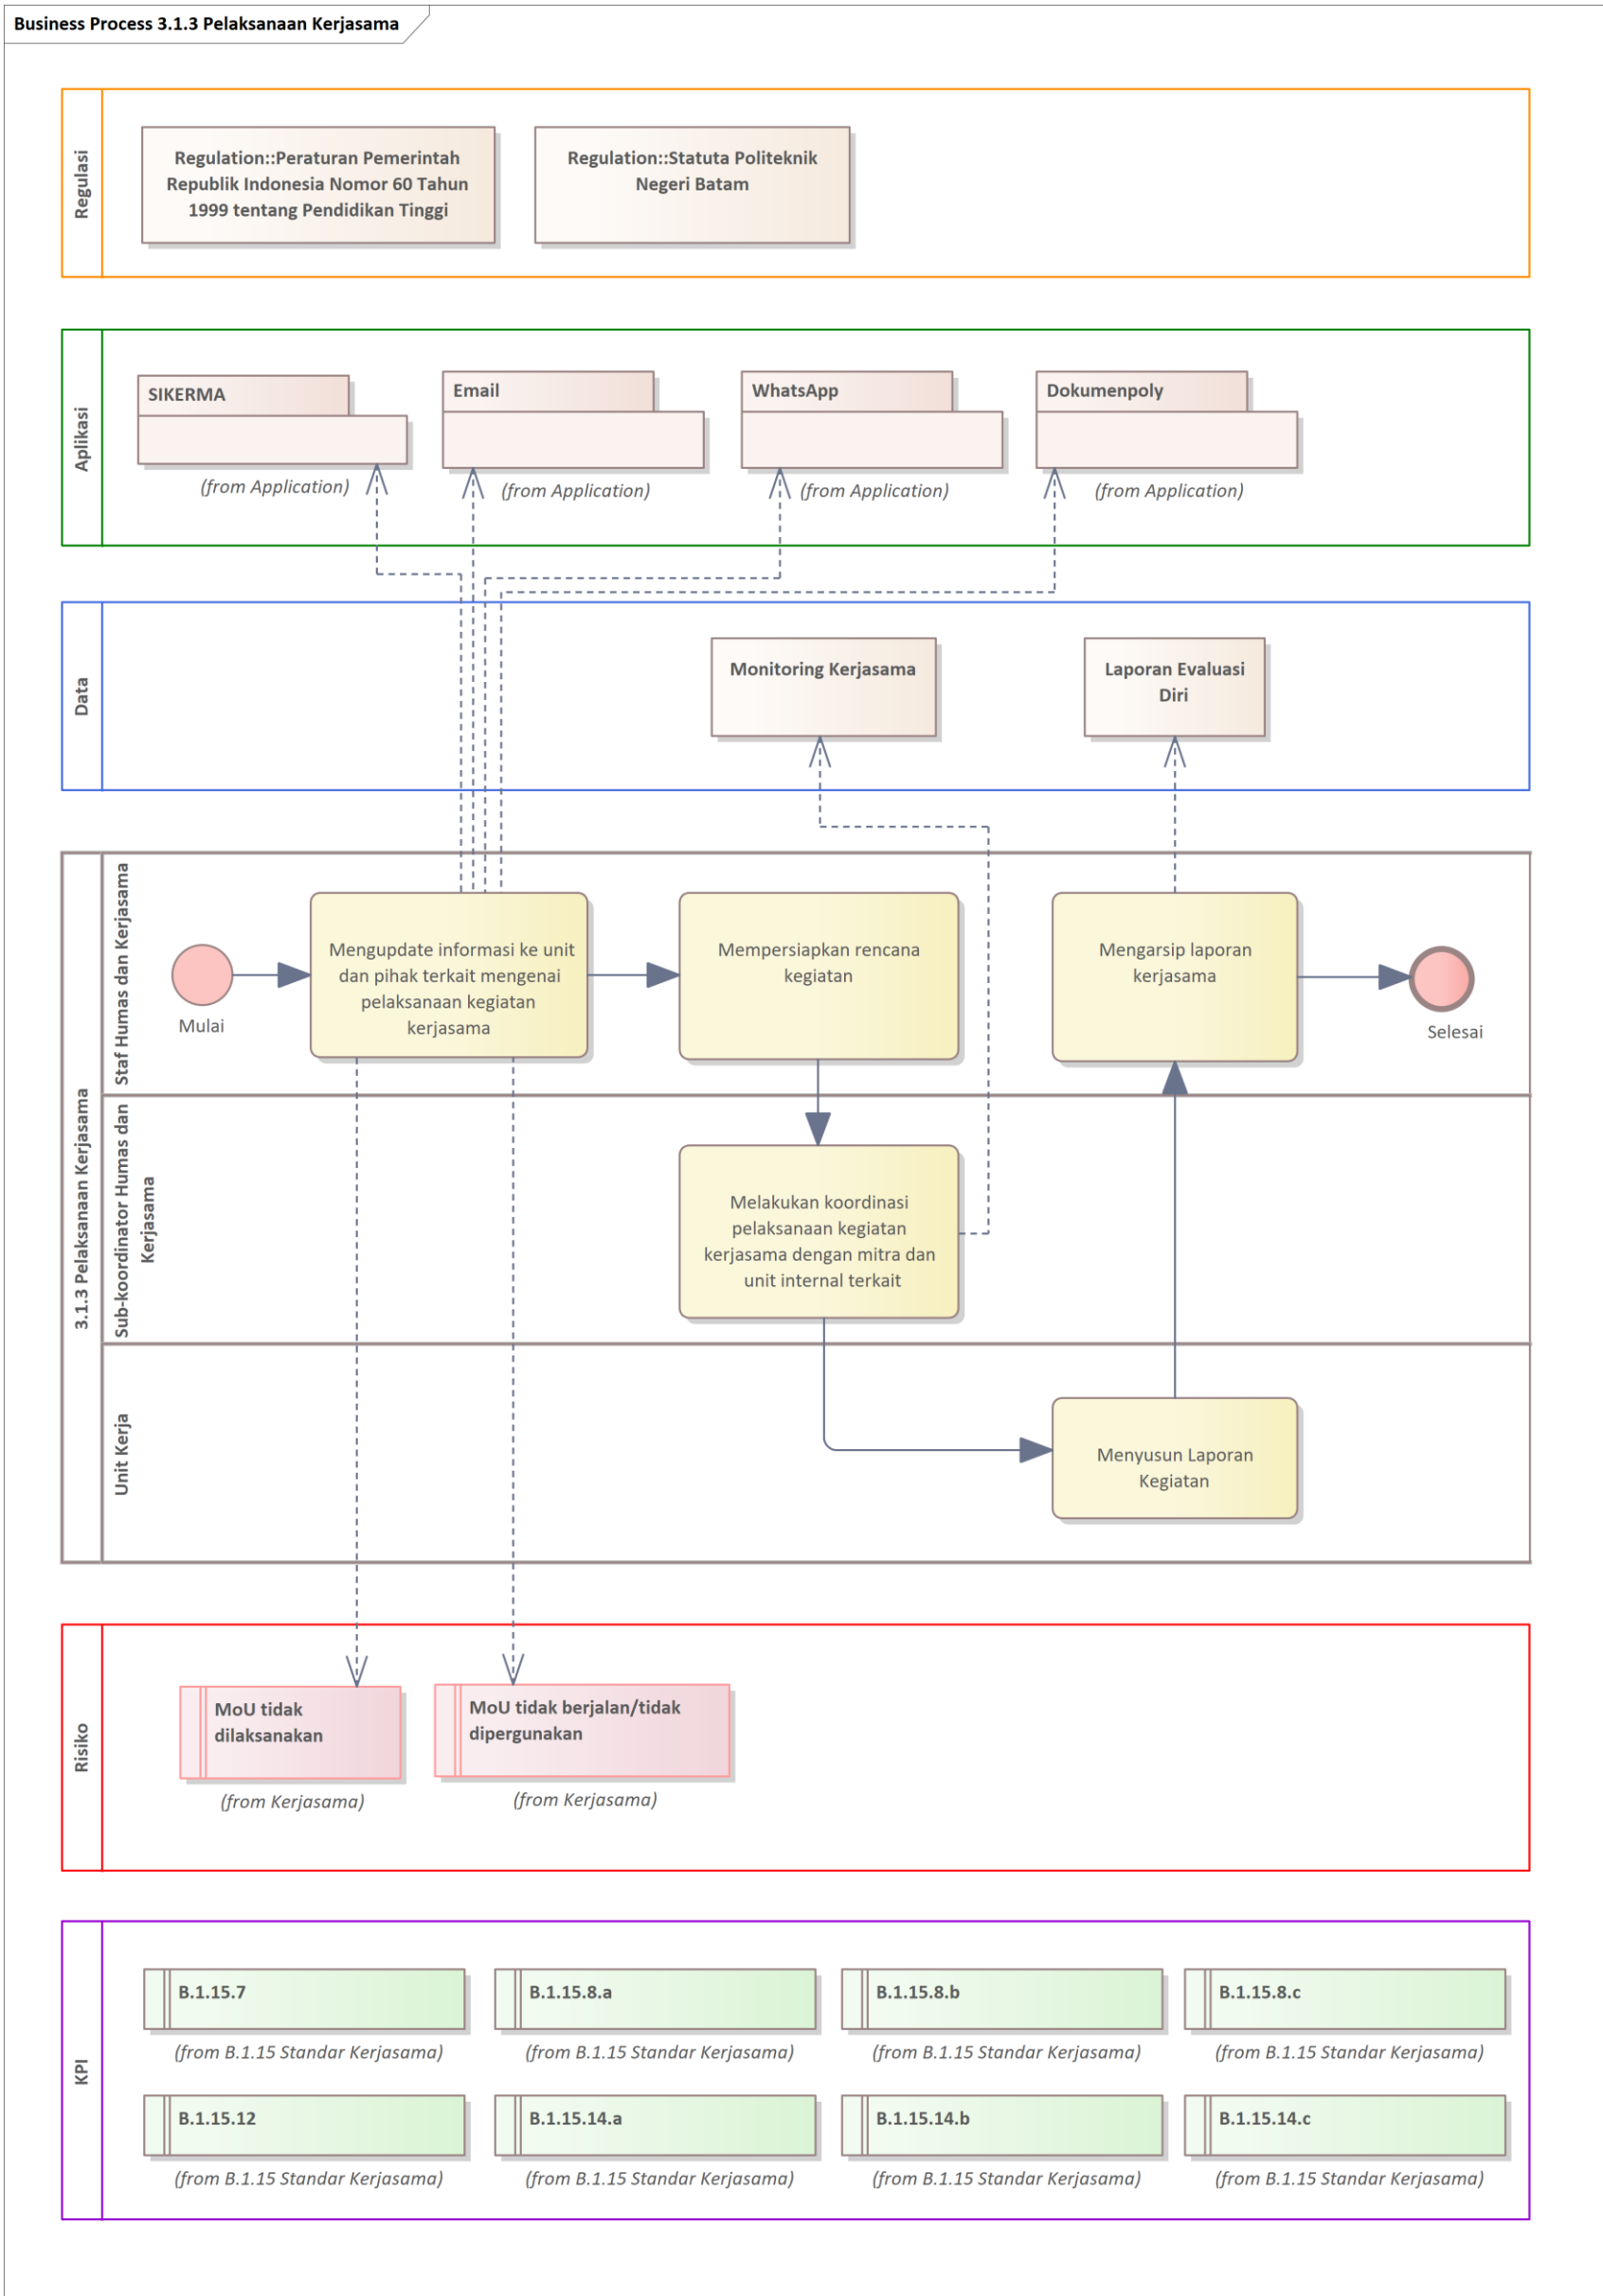 Business Process 3.1.3 Pelaksanaan Kerjasama
Regulasi
Regulation::Peraturan Pemerintah
Republik Indonesia Nomor 60 Tahun
1999 tentang Pendidikan Tinggi
Regulation::Statuta Politeknik
Negeri Batam
Aplikasi
SIKERMA
(from Application)
Email
(from Application)
WhatsApp
(from Application)
Dokumenpoly
(from Application)
Data
Monitoring Kerjasama
Laporan Evaluasi
Diri
3.1.3 Pelaksanaan Kerjasama
Staf Humas dan Kerjasama
Mulai
Mengupdate informasi ke unit
dan pihak terkait mengenai
pelaksanaan kegiatan
kerjasama
Mempersiapkan rencana
kegiatan
Mengarsip laporan
kerjasama
Selesai
Sub-koordinator Humas dan
Kerjasama
Melakukan koordinasi
pelaksanaan kegiatan
kerjasama dengan mitra dan
unit internal terkait
Unit Kerja
Menyusun Laporan
Kegiatan
Risiko
MoU tidak
dilaksanakan
(from Kerjasama)
MoU tidak berjalan/tidak
dipergunakan
(from Kerjasama)
KPI
B.1.15.7
(from B.1.15 Standar Kerjasama)
B.1.15.8.a
(from B.1.15 Standar Kerjasama)
B.1.15.8.b
(from B.1.15 Standar Kerjasama)
B.1.15.8.c
(from B.1.15 Standar Kerjasama)
B.1.15.12
(from B.1.15 Standar Kerjasama)
B.1.15.14.a
(from B.1.15 Standar Kerjasama)
B.1.15.14.b
(from B.1.15 Standar Kerjasama)
B.1.15.14.c
(from B.1.15 Standar Kerjasama)